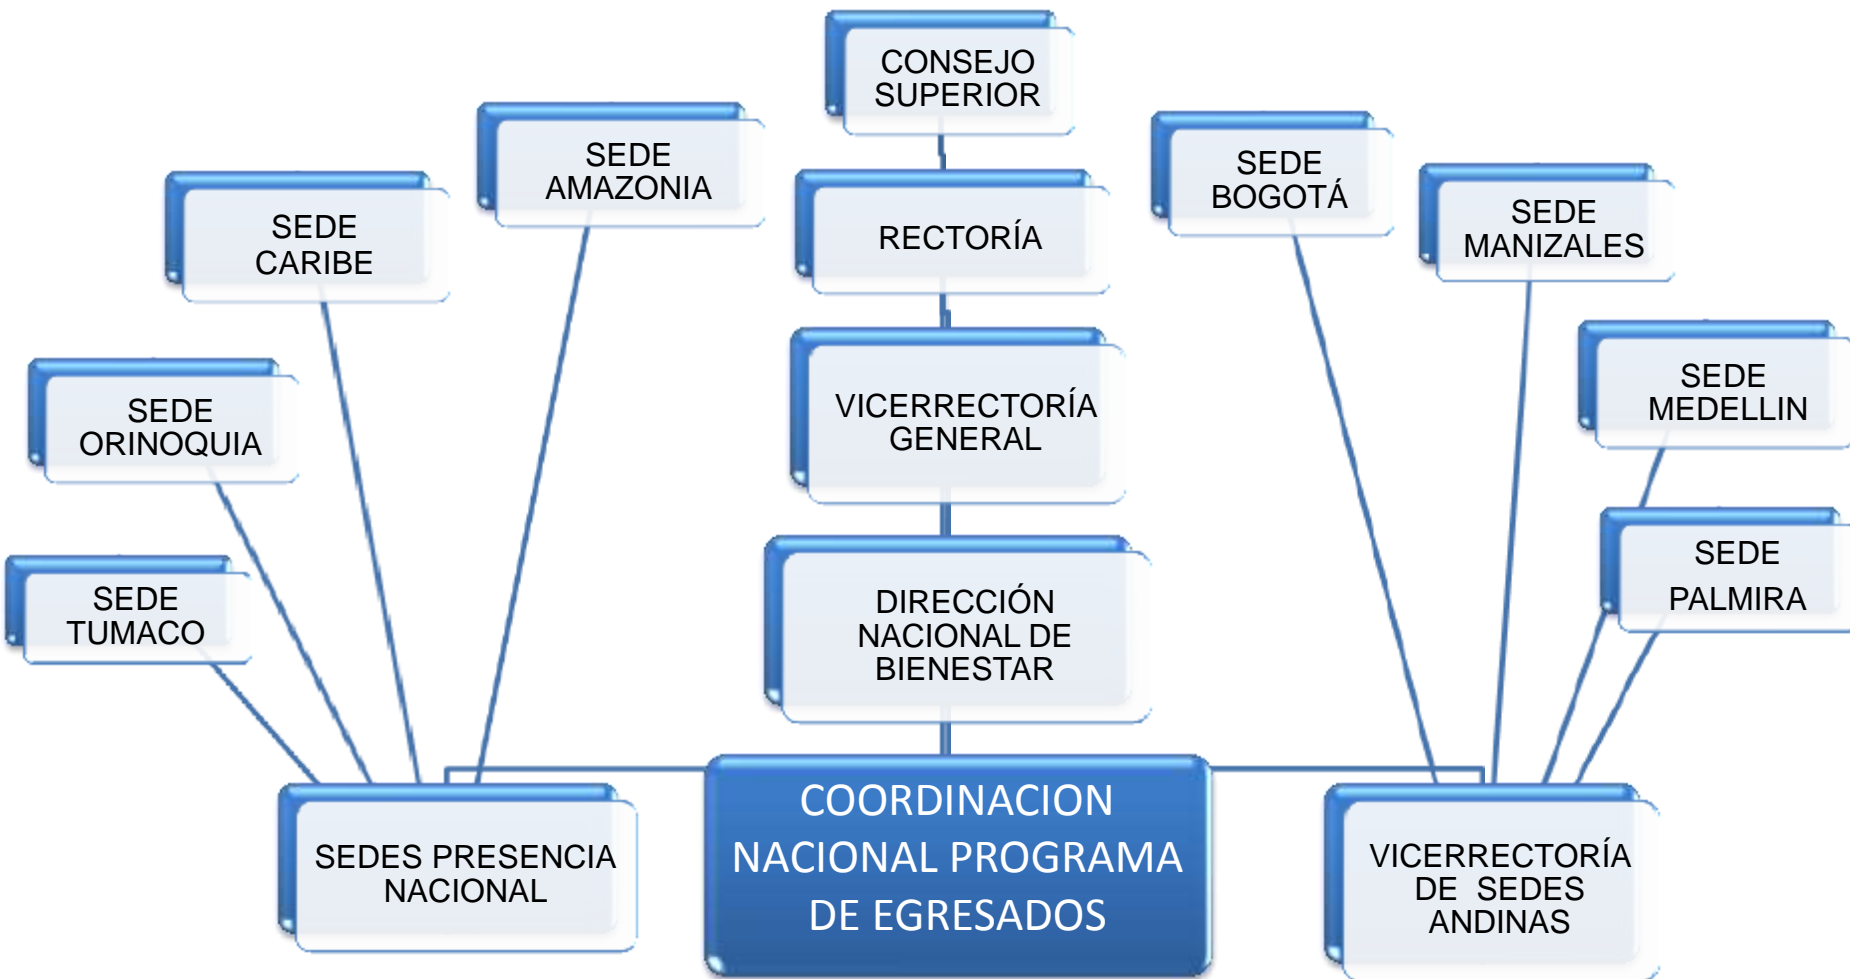 CONSEJO
SUPERIOR
SEDE
AMAZONIA
SEDE
BOGOTÁ
SEDE
MANIZALES
SEDE
CARIBE
RECTORÍA
SEDE
ORINOQUIA
VICERRECTORÍA
GENERAL
SEDE
MEDELLIN
SEDE
TUMACO
DIRECCIÓN
NACIONAL DE
BIENESTAR
SEDE
PALMIRA
SEDES PRESENCIA
NACIONAL
COORDINACION
NACIONAL PROGRAMA
DE EGRESADOS
VICERRECTORÍA
DE SEDES
ANDINAS